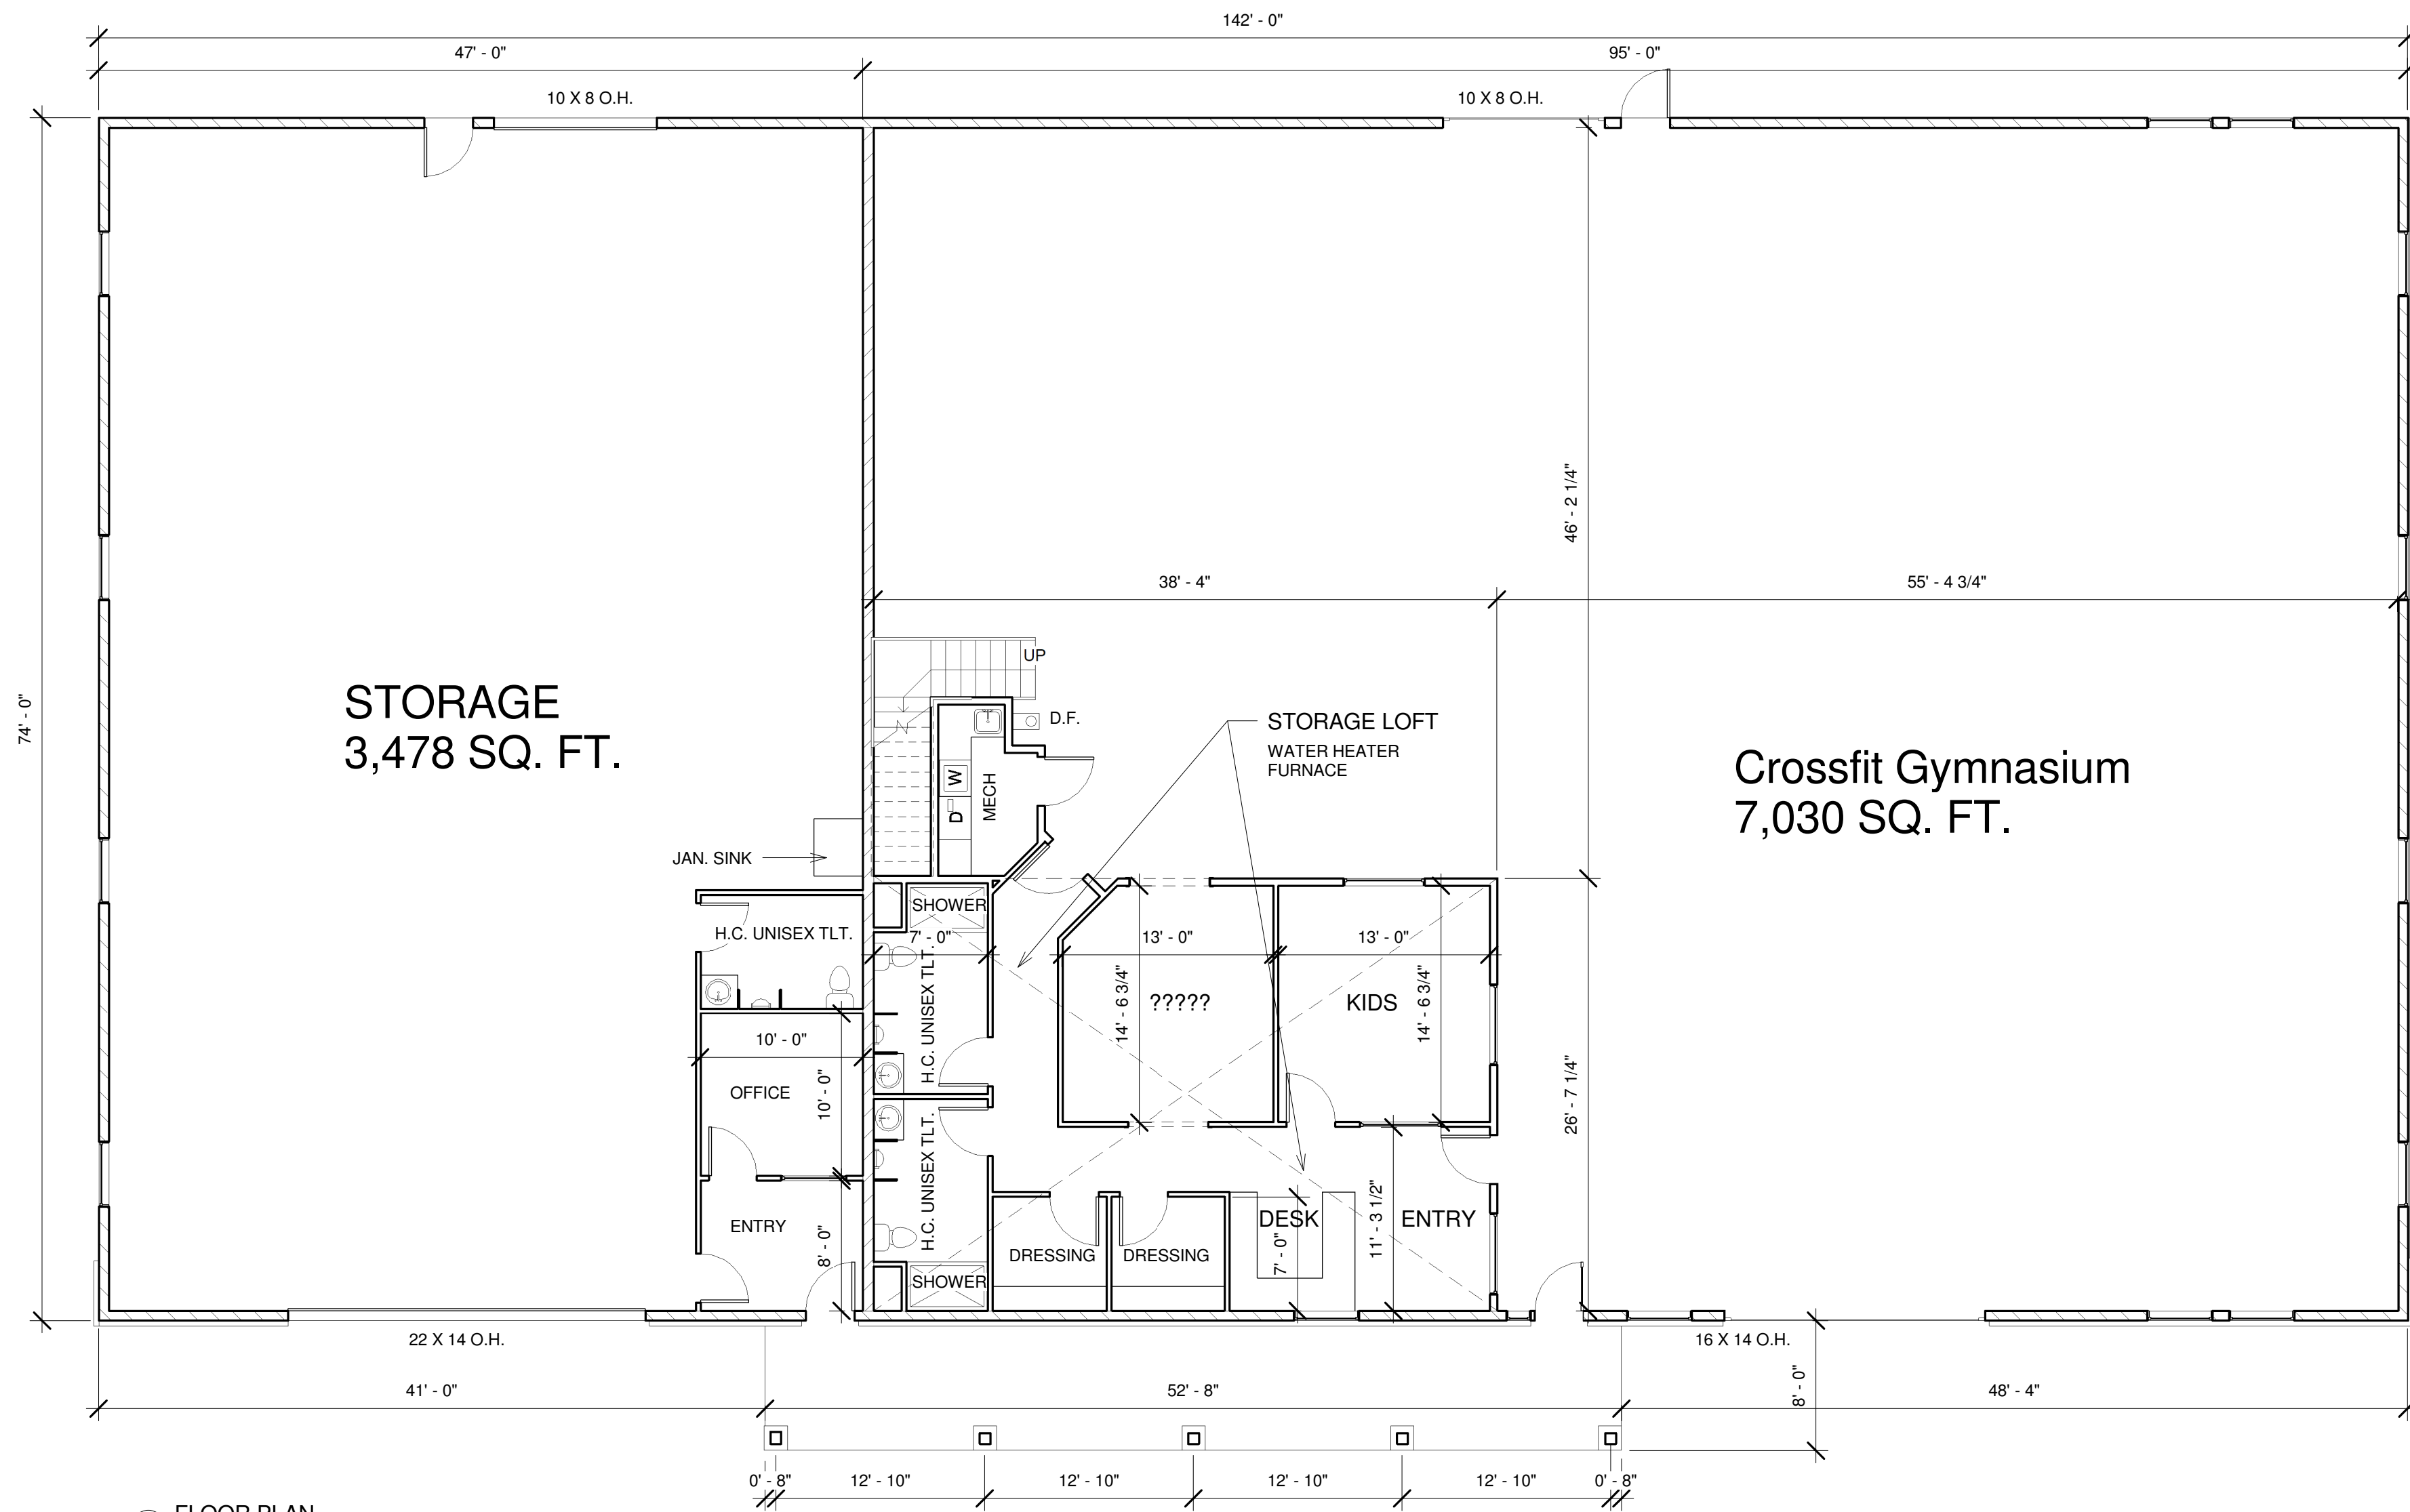 142' - 0"
47' - 0"
95' - 0"
10 X 8 O.H.
10 X 8 O.H.
46' - 2 1/4"
38' - 4"
55' - 4 3/4"
74' - 0"
UP
D.F.
STORAGE
3,478 SQ. FT.
STORAGE LOFT
WATER HEATER
FURNACE
Crossfit Gymnasium
7,030 SQ. FT.
W
D
MECH
JAN. SINK
SHOWER
H.C. UNISEX TLT.
7' - 0"
13' - 0"
13' - 0"
H.C. UNISEX TLT.
14' - 6 3/4"
?????
KIDS
14' - 6 3/4"
10' - 0"
OFFICE
10' - 0"
26' - 7 1/4"
H.C. UNISEX TLT.
ENTRY
8' - 0"
DRESSING
DRESSING
DESK
7' - 0"
11' - 3 1/2"
ENTRY
SHOWER
22 X 14 O.H.
16 X 14 O.H.
8' - 0"
41' - 0"
52' - 8"
48' - 4"
0' - 8"
12' - 10"
12' - 10"
12' - 10"
12' - 10"
0' - 8"
FLOOR PLAN